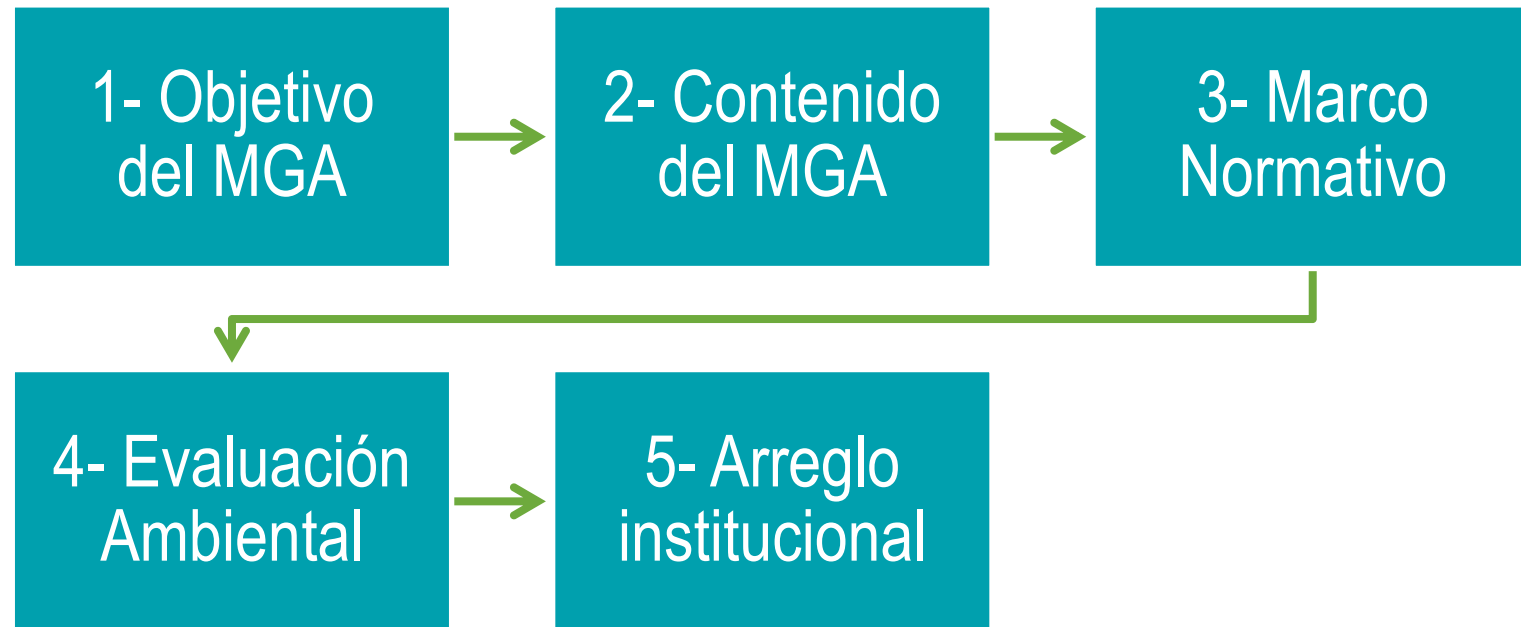 1- Objetivo
del MGA
2- Contenido
del MGA
3- Marco
Normativo
4- Evaluación
Ambiental
5- Arreglo
institucional